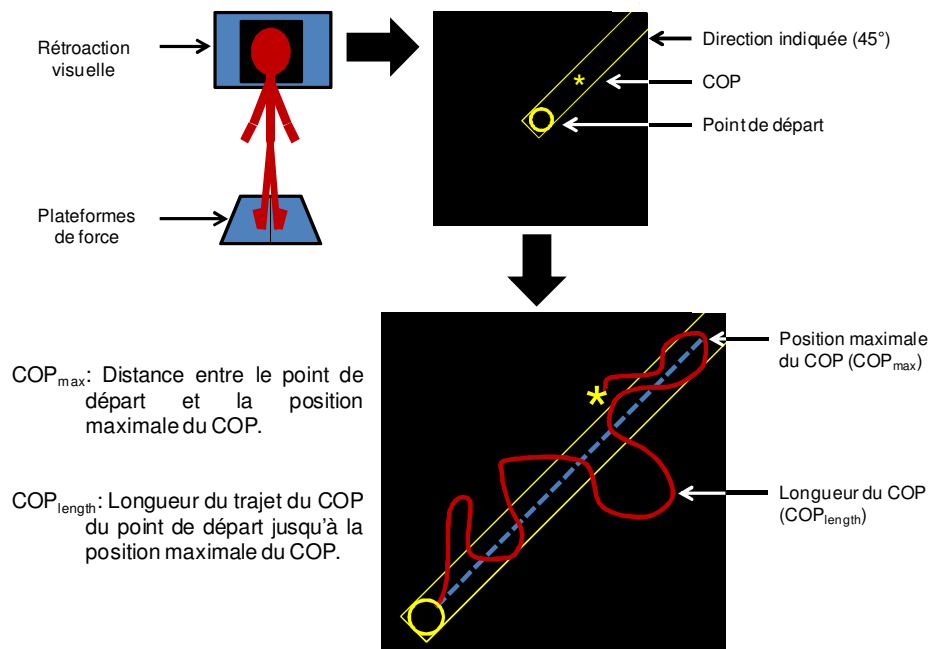 Rétroaction
visuelle
Plateformes
de force
Direction indiquée (45°)
COP
Point de départ
COPmax: Distance entre le point de
départ et la position
maximale du COP.
COPlength: Longueur du trajet du COP
du point de départ jusqu'à la
position maximale du COP.
Position maximale
du COP (COPmax)
Longueur du COP
(COPlength)